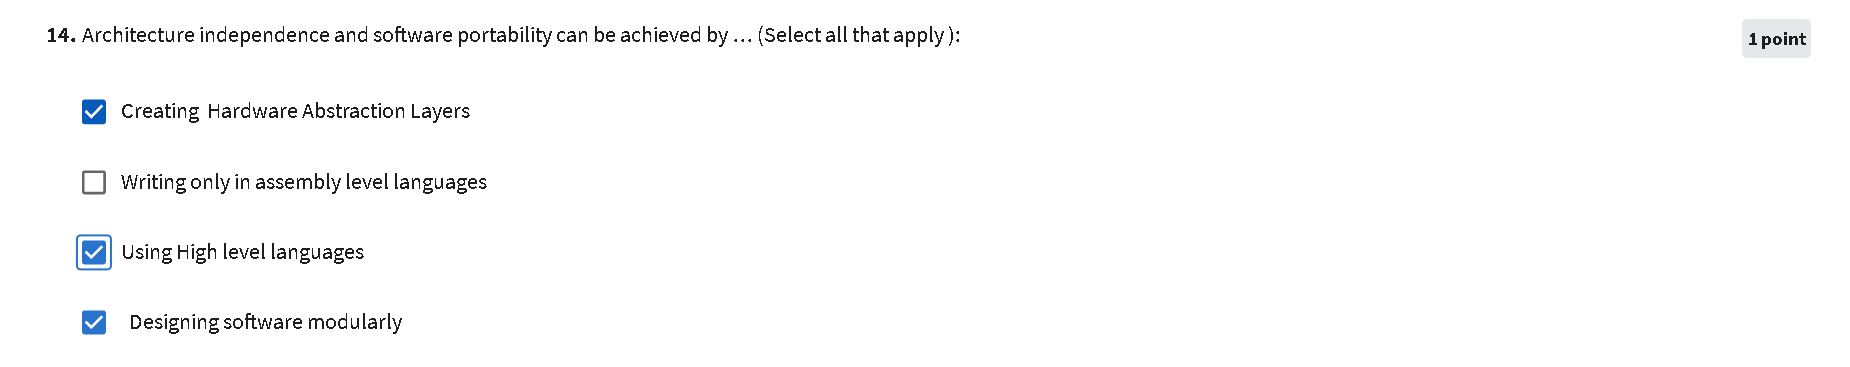 14. Architecture independence and software portability can be achieved by ... (Select all that apply ):
1 point
Creating Hardware Abstraction Layers
Writing only in assembly level languages
Using High level languages
Designing software modularly